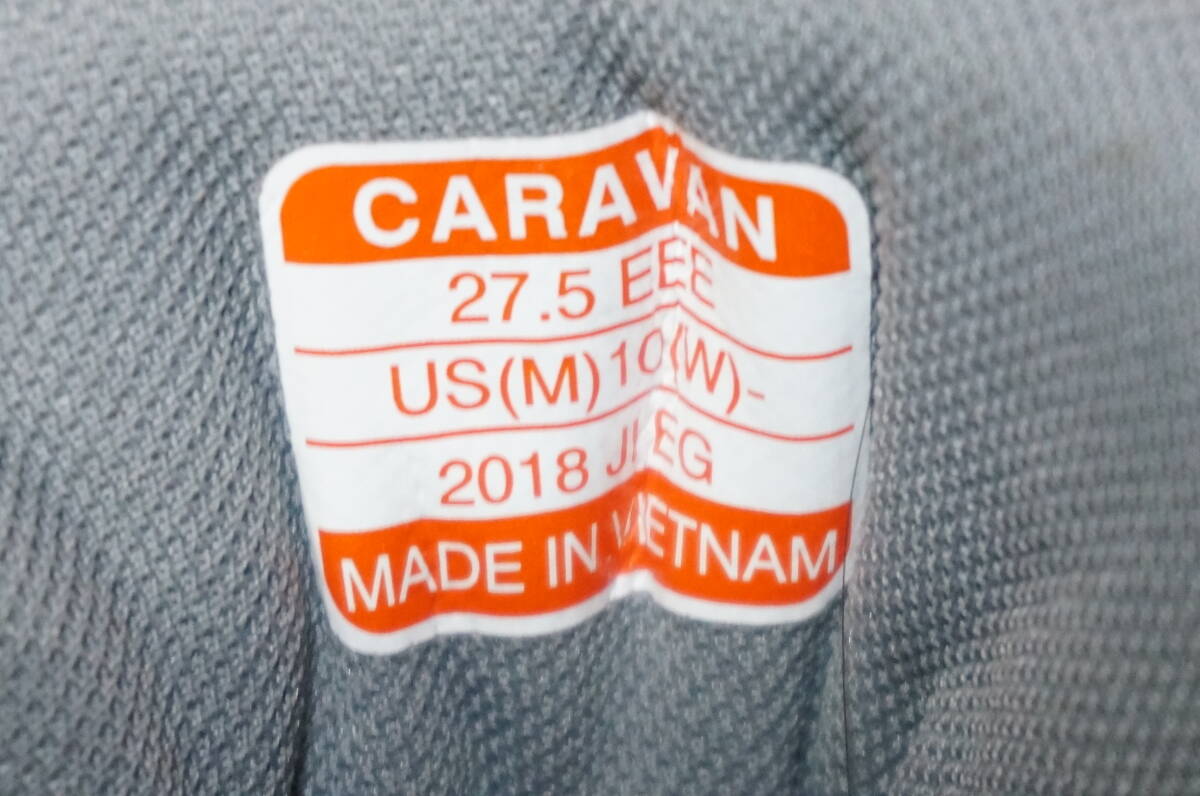 CARAVAN
27.5 EEE
US(M)10(W)-
2018
MADE IN VIETNAM